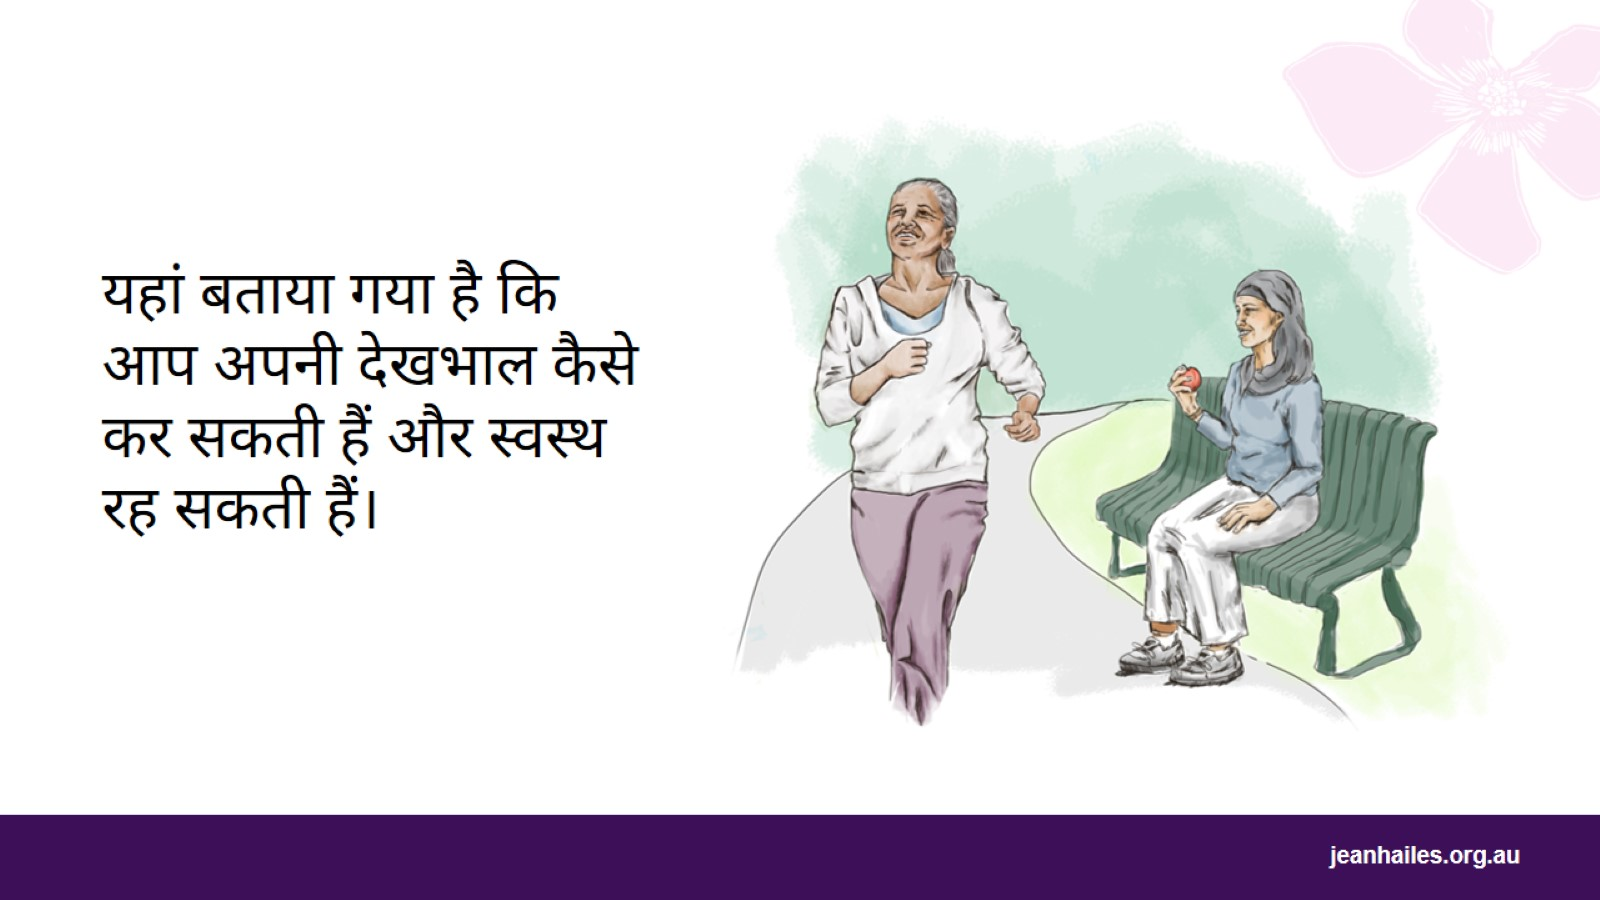 यहां बताया गया है कि
आप अपनी देखभाल कैसे
कर सकती हैं और स्वस्थ
रह सकती हैं।
jeanhailes.org.au